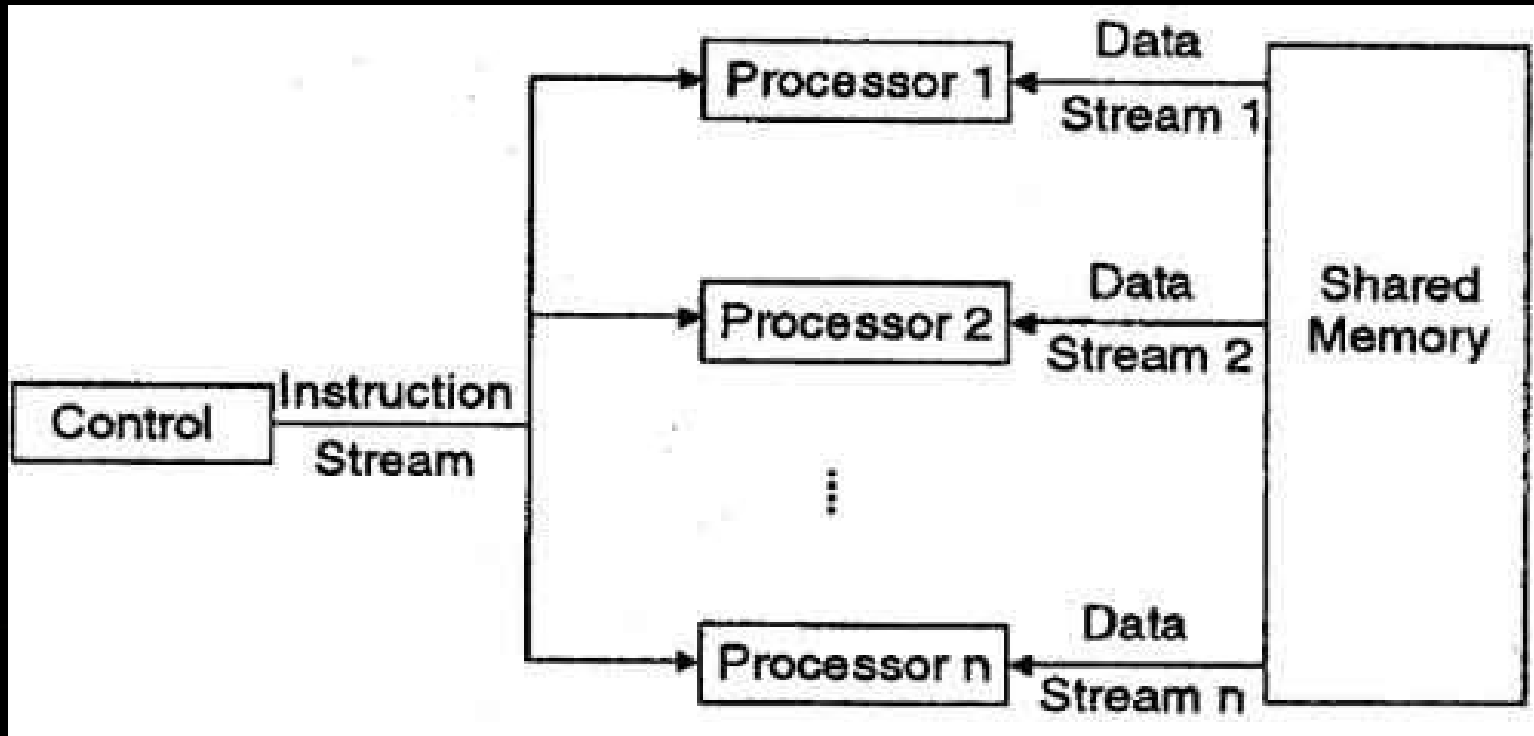 Data
Processor 1
Stream 1
Data
Processor 2
Stream 2
Shared
Memory
Instruction
Control
Stream
Data
Processor n
Stream n